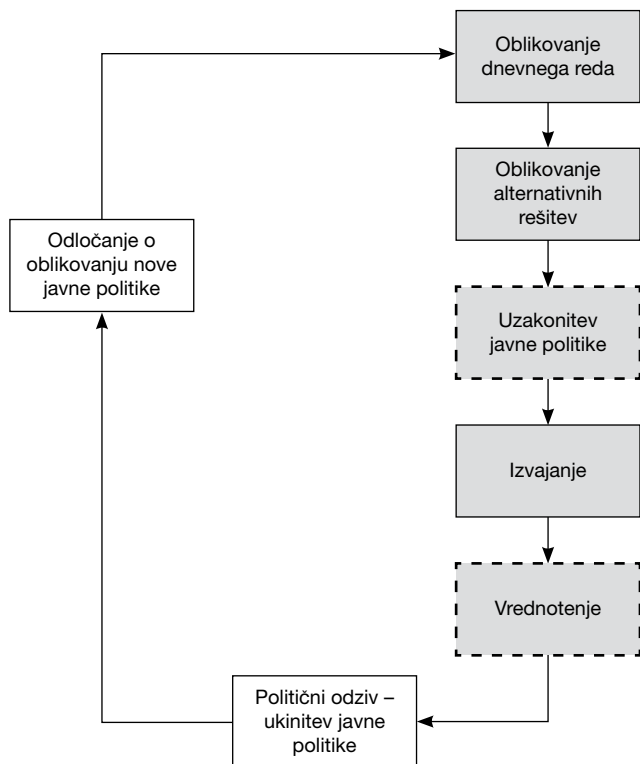 Oblikovanje
dnevnega reda
Oblikovanje
alternativnih
rešitev
Odločanje o
oblikovanju nove
javne politike
Uzakonitev
javne politike
Izvajanje
Vrednotenje
Politični odziv –
ukinitev javne
politike